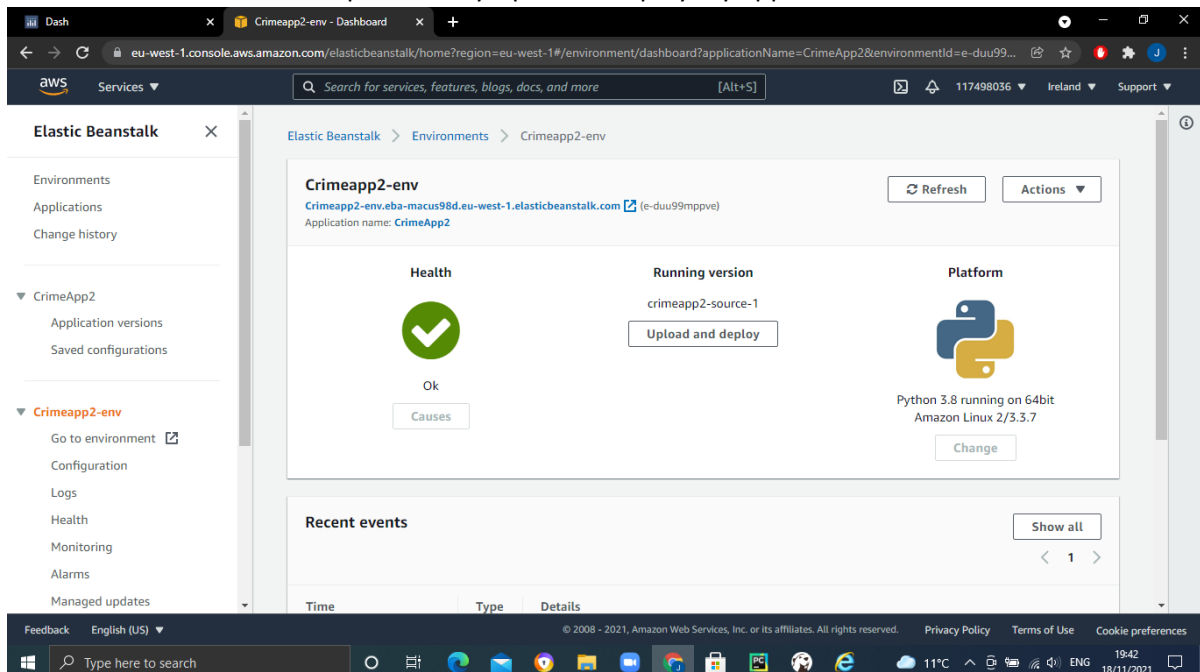 Dash
Crimeapp2-env - Dashboard
eu-west-1.console.aws.amazon.com/elasticbeanstalk/home?region=eu-west-1#/environment/dashboard?applicationName=CrimeApp2&environmentId=e-duu99...
J
aws
Services ▼
Search for services, features, blogs, docs, and more [Alt+S]
117498036 ▼
Ireland ▼
Support ▼
Elastic Beanstalk
Environments
Applications
Change history
CrimeApp2
Application versions
Saved configurations
Crimeapp2-env
Go to environment
Configuration
Logs
Health
Monitoring
Alarms
Managed updates
Elastic Beanstalk > Environments > Crimeapp2-env
Crimeapp2-env
Crimeapp2-env.eba-macus98d.eu-west-1.elasticbeanstalk.com (e-duu99mppve)
Application name: CrimeApp2
Refresh
Actions ▼
Health
Ok
Causes
Running version
crimeapp2-source-1
Upload and deploy
Platform
Python 3.8 running on 64bit
Amazon Linux 2/3.3.7
Change
Recent events
Show all
< 1 >
Time Type Details
Feedback English (US) ▼
© 2008 - 2021, Amazon Web Services, Inc. or its affiliates. All rights reserved.
Privacy Policy Terms of Use Cookie preferences
Type here to search
PC
11°C
ENG
19:42
18/11/2021